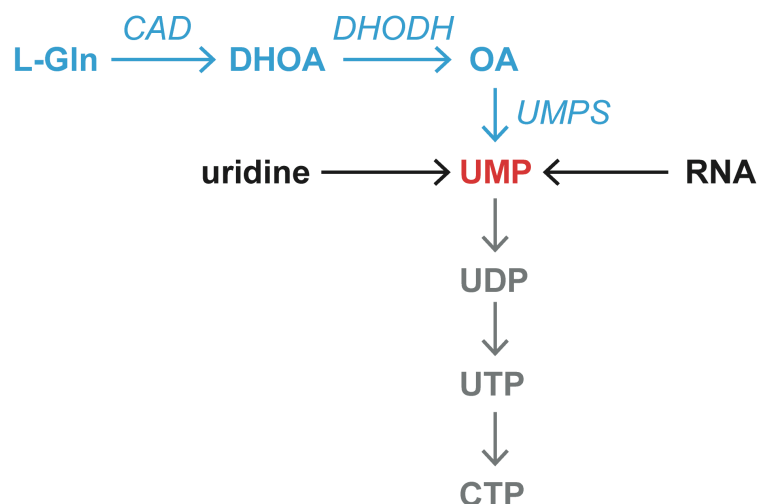 CAD DHODH
L-Gln DHOA OA
UMPS
uridine UMP RNA
UDP
UTP
CTP